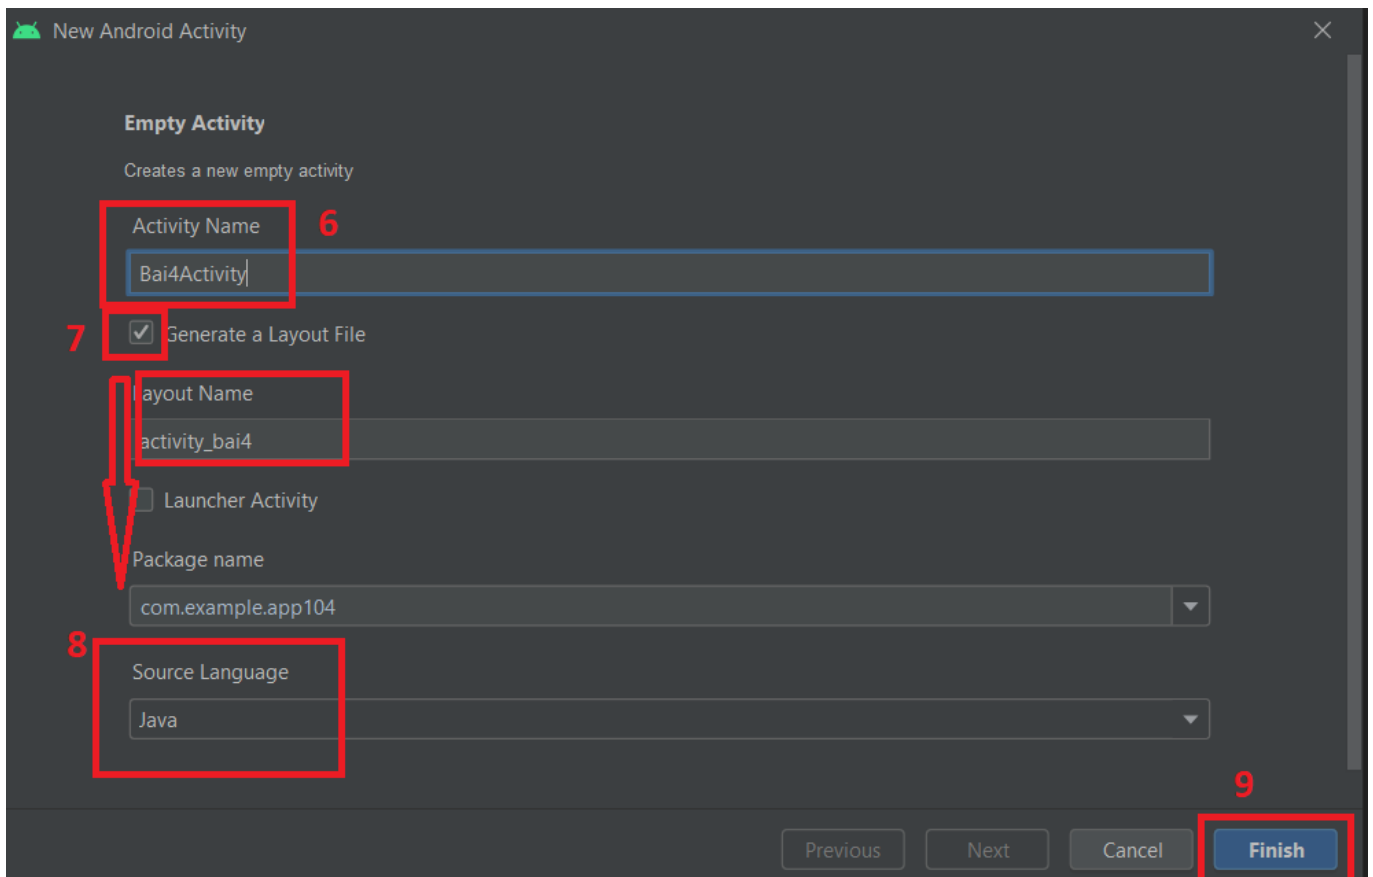 New Android Activity
Empty Activity
Creates a new empty activity
Activity Name 6
Bai4Activity
7 Generate a Layout File
Layout Name
activity_bai4
Launcher Activity
Package name
com.example.app104
8
Source Language
Java
9
Previous Next Cancel Finish